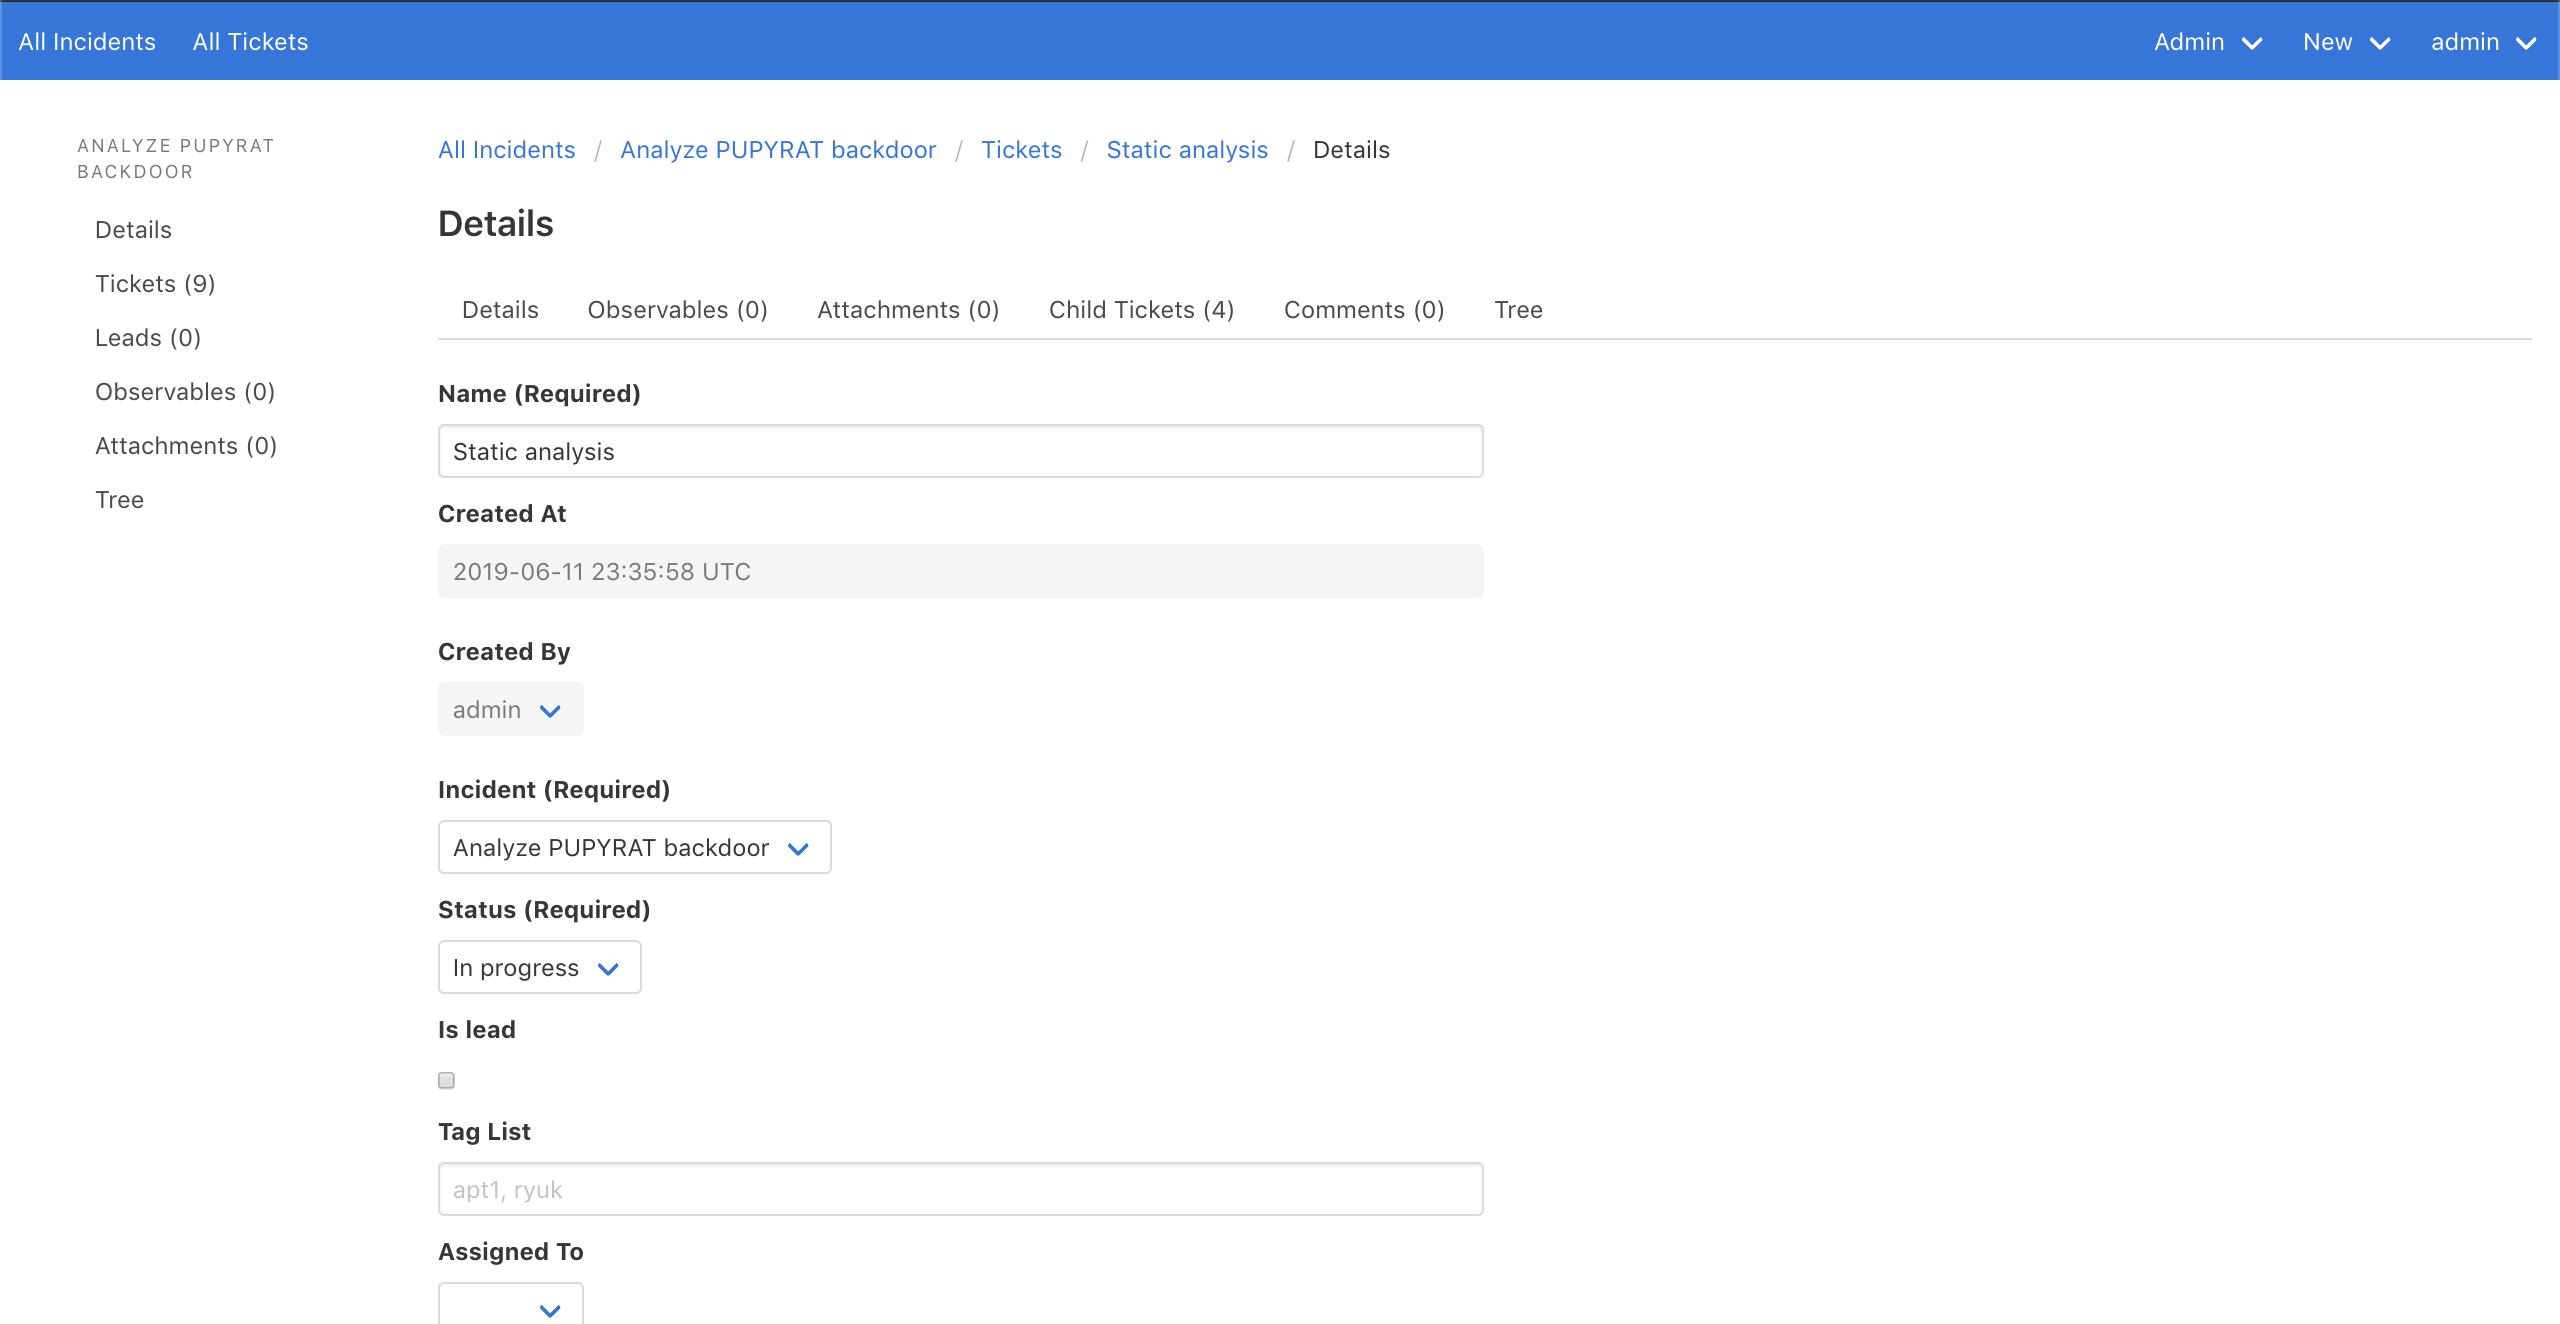 All Incidents All Tickets Admin New admin
ANALYZE PUPYRAT
BACKDOOR
Details
Tickets (9)
Leads (0)
Observables (0)
Attachments (0)
Tree
All Incidents / Analyze PUPYRAT backdoor / Tickets / Static analysis / Details
Details
Details Observables (0) Attachments (0) Child Tickets (4) Comments (0) Tree
Name (Required)
Static analysis
Created At
2019-06-11 23:35:58 UTC
Created By
admin
Incident (Required)
Analyze PUPYRAT backdoor
Status (Required)
In progress
Is lead
Tag List
apt1, ryuk
Assigned To